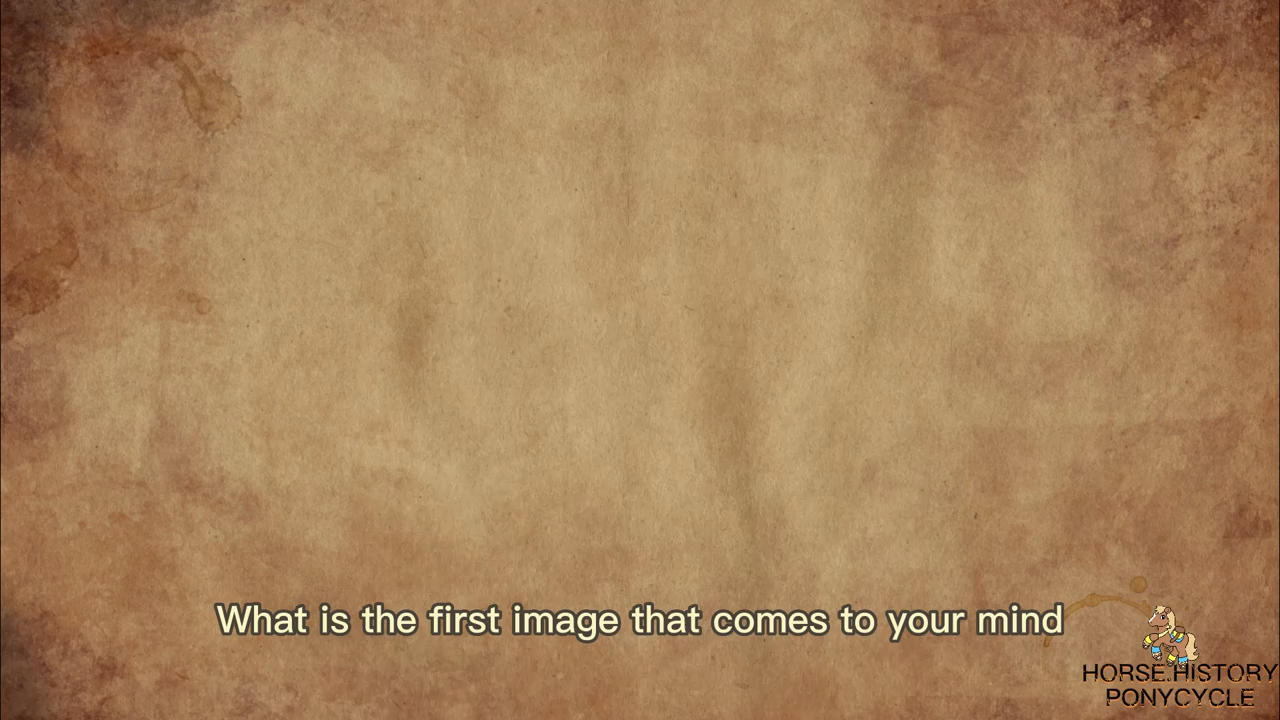 What is the first image that comes to your mind
HORSE.HISTORY
PONYCYCLE